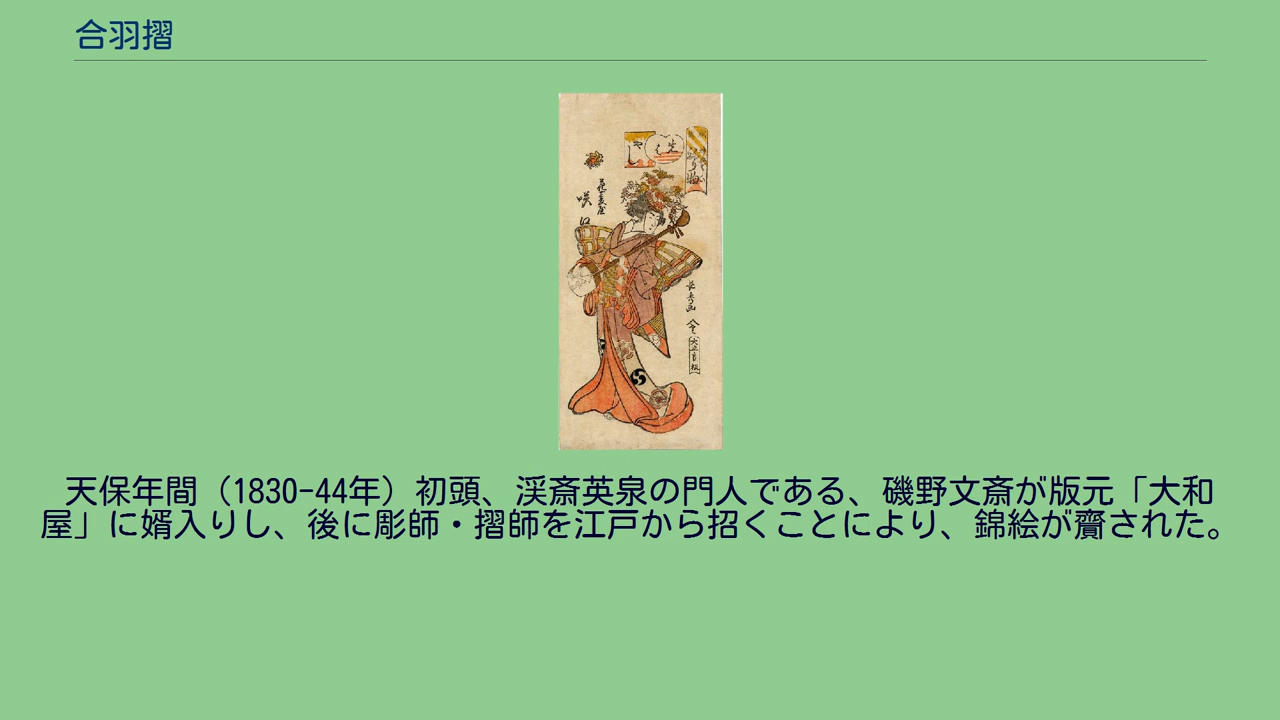 合羽摺
天保年間（1830-44年）初頭、渓斎英泉の門人である、磯野文斎が版元「大和
屋」に婿入りし、後に彫師・摺師を江戸から招くことにより、錦絵が齎された。